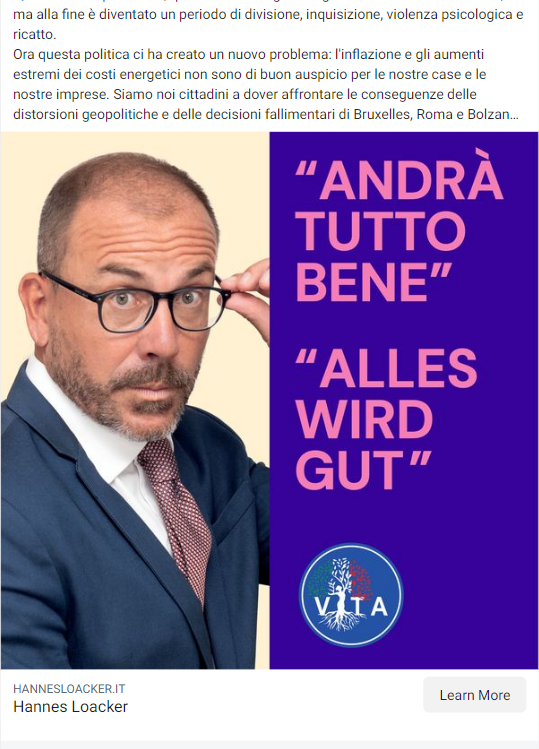 ma alla fine è diventato un periodo di divisione, inquisizione, violenza psicologica e
ricatto.
Ora questa politica ci ha creato un nuovo problema: l'inflazione e gli aumenti
estremi dei costi energetici non sono di buon auspicio per le nostre case e le
nostre imprese. Siamo noi cittadini a dover affrontare le conseguenze delle
distorsioni geopolitiche e delle decisioni fallimentari di Bruxelles, Roma e Bolzan...
“ANDRÀ
TUTTO
BENE”
“ALLES
WIRD
GUT”
VITA
HANNESLOACKER.IT
Hannes Loacker
Learn More